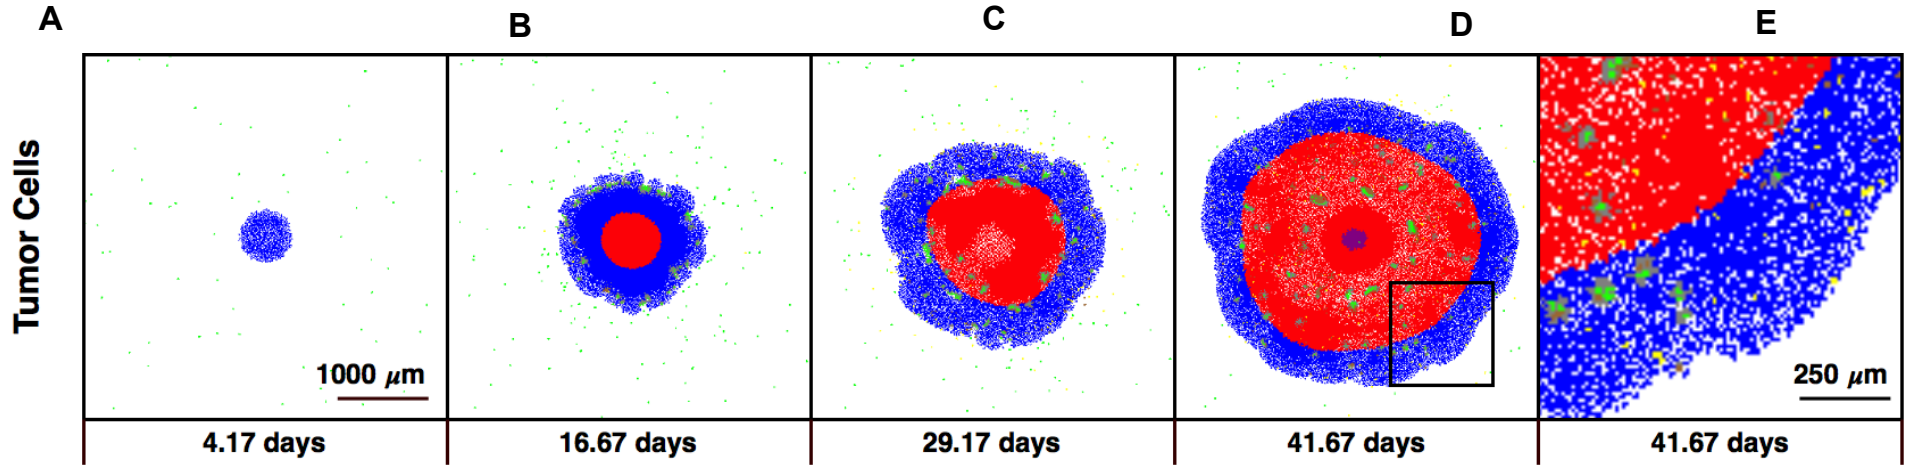 A
B
C
D
E
Tumor Cells
1000 μm
250 μm
4.17 days
16.67 days
29.17 days
41.67 days
41.67 days